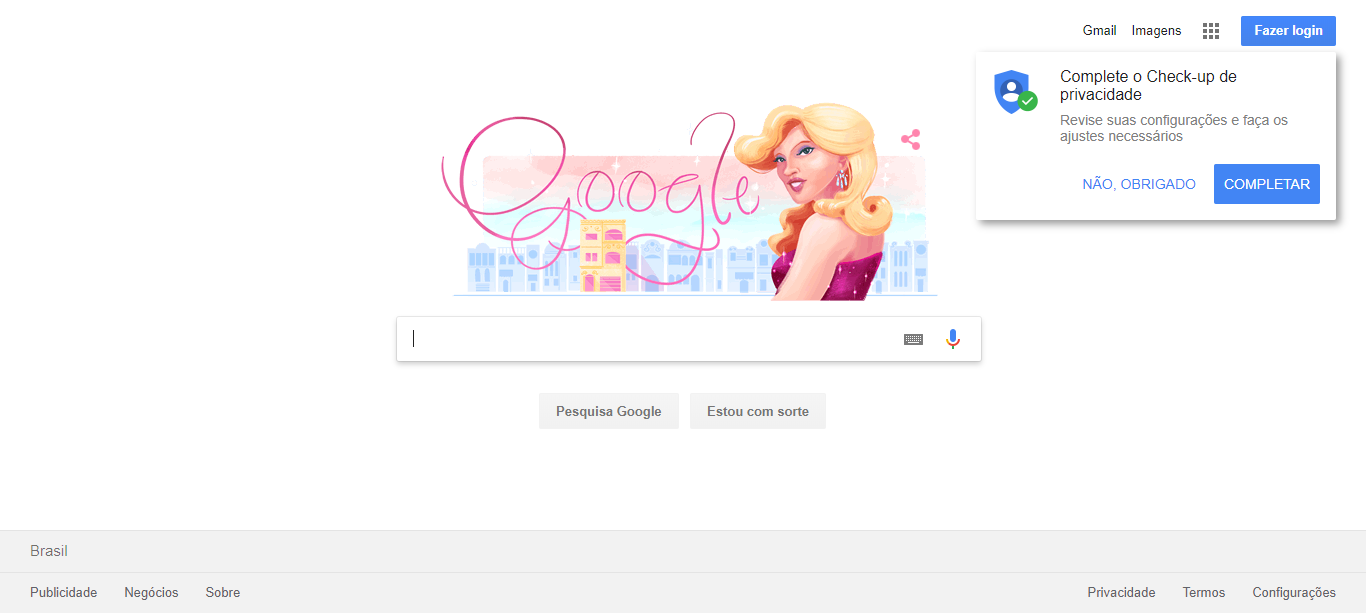 Gmail Imagens Fazer login
Complete o Check-up de
privacidade
Revise suas configurações e faça os
ajustes necessários
NÃO, OBRIGADO COMPLETAR
Google
Pesquisa Google Estou com sorte
Brasil
Publicidade Negócios Sobre Privacidade Termos Configurações